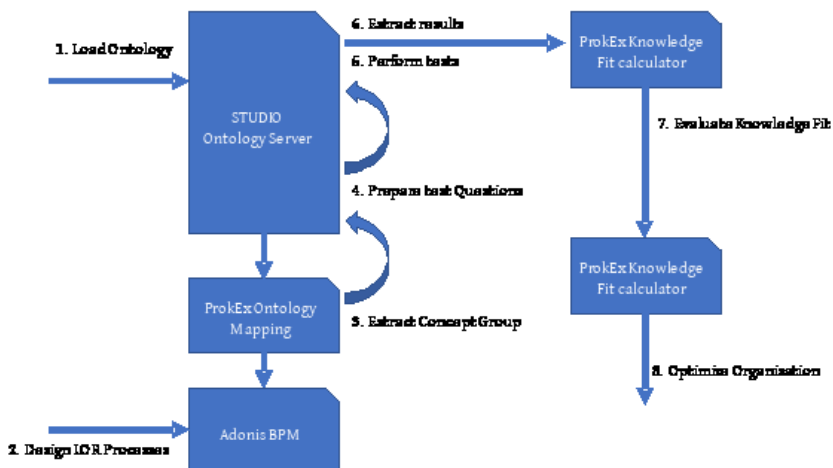 6. Extract results
1. Load Ontology
5. Perform tests
ProkEx Knowledge
Fit calculator
STUDIO
Ontology Server
7. Evaluate Knowledge Fit
4. Prepare test Questions
ProkEx Knowledge
Fit calculator
ProkEx Ontology
Mapping
3. Extract Concept Group
8. Optimise Organization
Adonis BPM
2. Design IOR Processes